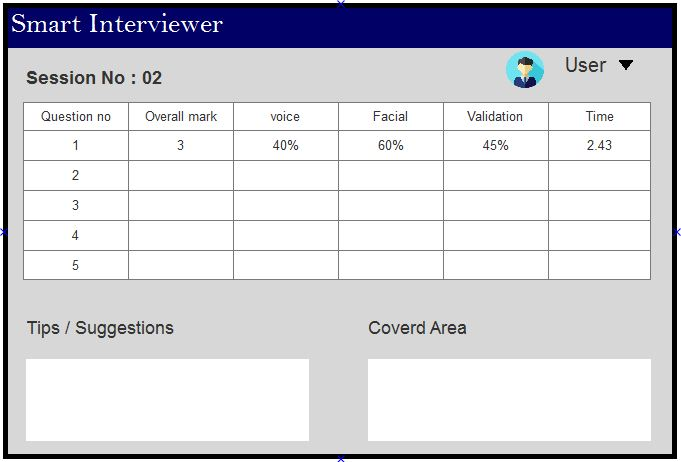 Smart Interviewer
User
Session No : 02
Question no Overall mark voice Facial Validation Time
1 3 40% 60% 45% 2.43
2
3
4
5
Tips / Suggestions Coverd Area